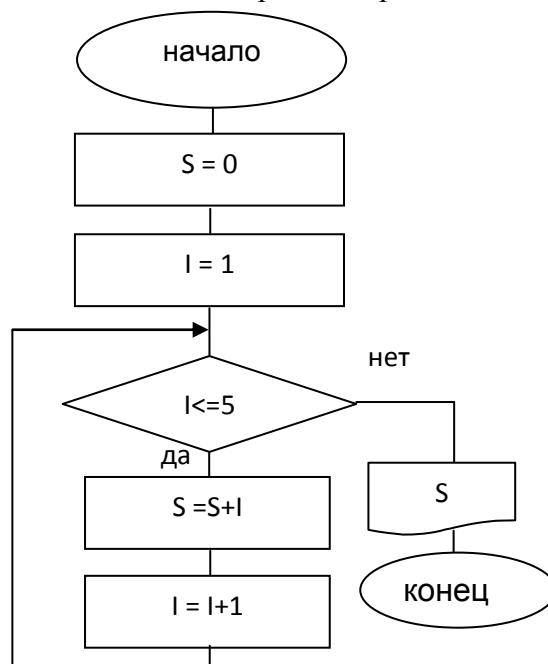 начало
S = 0
I = 1
I<=5
нет
да
S =S+I
S
I = I+1
конец